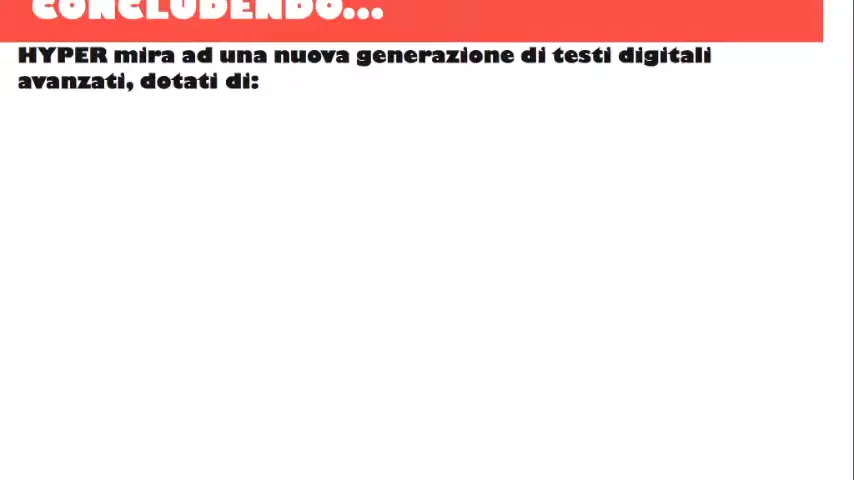 CONCLUDENDO...
HYPER mira ad una nuova generazione di testi digitali
avanzati, dotati di: